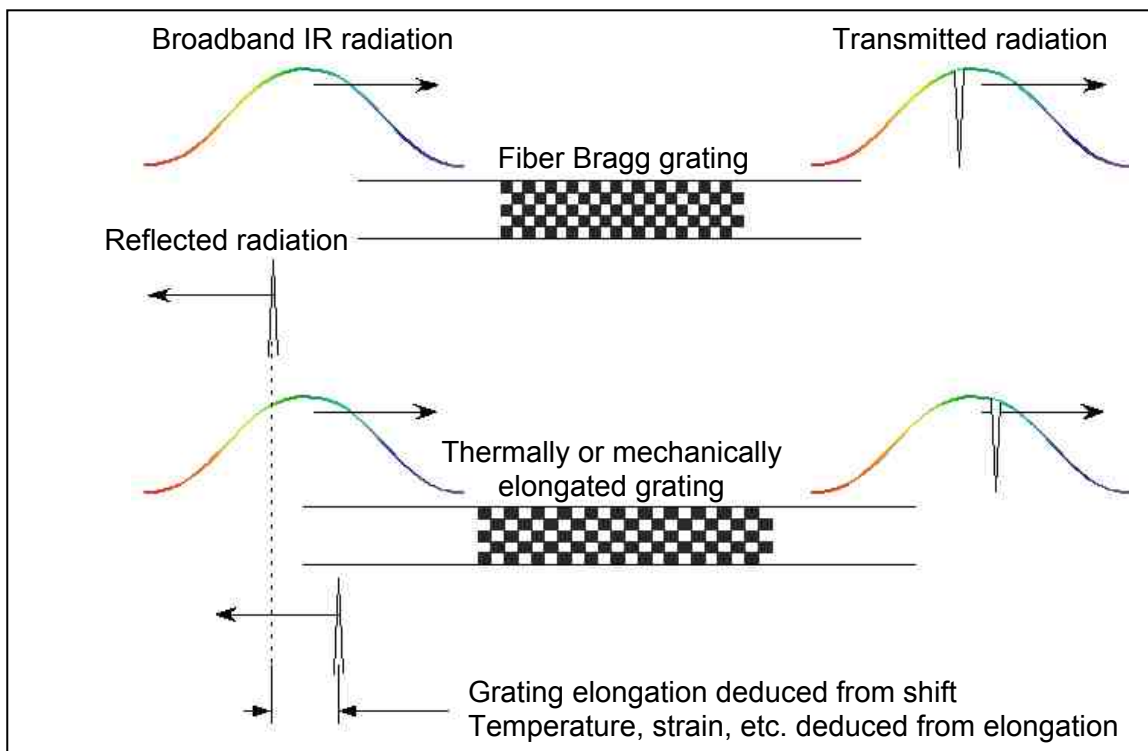 Broadband IR radiation
Transmitted radiation
Fiber Bragg grating
Reflected radiation
Thermally or mechanically
elongated grating
Grating elongation deduced from shift
Temperature, strain, etc. deduced from elongation